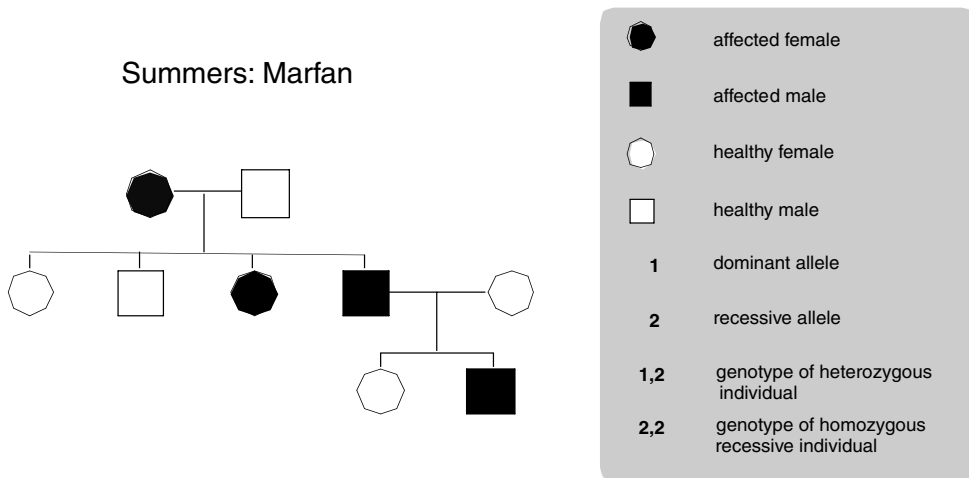 Summers: Marfan
affected female
affected male
healthy female
healthy male
1 dominant allele
2 recessive allele
1,2 genotype of heterozygous
individual
2,2 genotype of homozygous
recessive individual